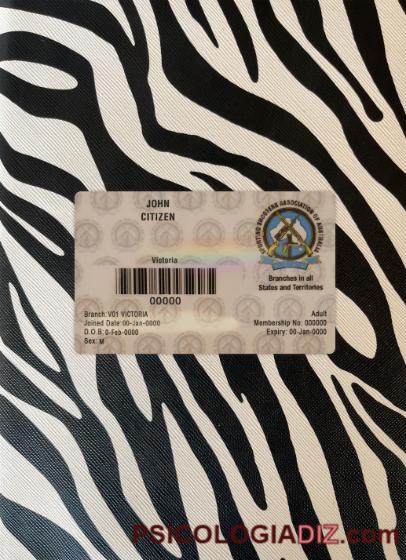 JOHN
CITIZEN
SPORTING SHOOTERS ASSOCIATION OF AUSTRALIA
Victoria
Branches in all
States and Territories
00000
Branch:V01 VICTORIA
Joined Date:00-Jan-0000
D.O.B:0-Feb-0000
Sex: M
Adult
Membership No: 000000
Expiry: 00-Jan-0000
PSICOLOGIADIZ.com